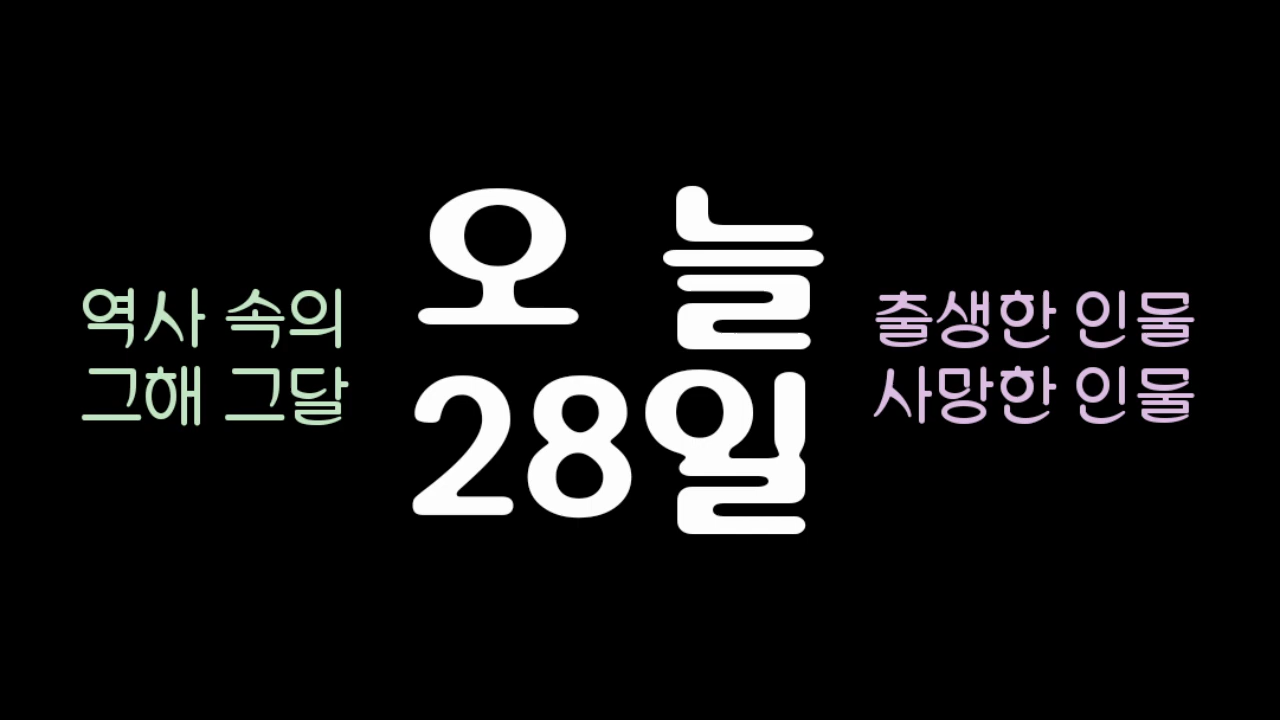 역사 속의
그해 그달
오 늘
28일
출생한 인물
사망한 인물